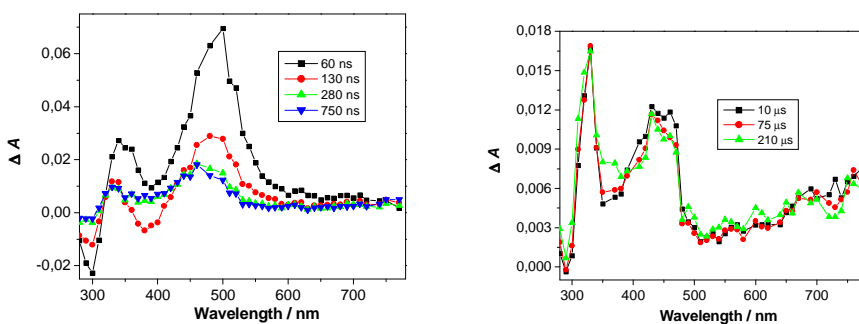 0,06
0,04
0,02
0,00
-0,02
Δ A
60 ns
130 ns
280 ns
750 ns
300 400 500 600 700
Wavelength / nm
0,018
0,015
0,012
0,009
0,006
0,003
0,000
Δ A
10 μs
75 μs
210 μs
300 400 500 600 700
Wavelength / nm